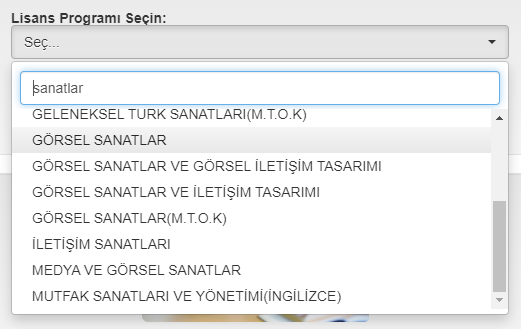 Lisans Programı Seçin:
Seç...
sanatlar
GELENEKSEL TÜRK SANATLARI(M.T.O.K)
GÖRSEL SANATLAR
GÖRSEL SANATLAR VE GÖRSEL İLETİŞİM TASARIMI
GÖRSEL SANATLAR VE İLETİŞİM TASARIMI
GÖRSEL SANATLAR(M.T.O.K)
İLETİŞİM SANATLARI
MEDYA VE GÖRSEL SANATLAR
MUTFAK SANATLARI VE YÖNETİMİ(İNGİLİZCE)